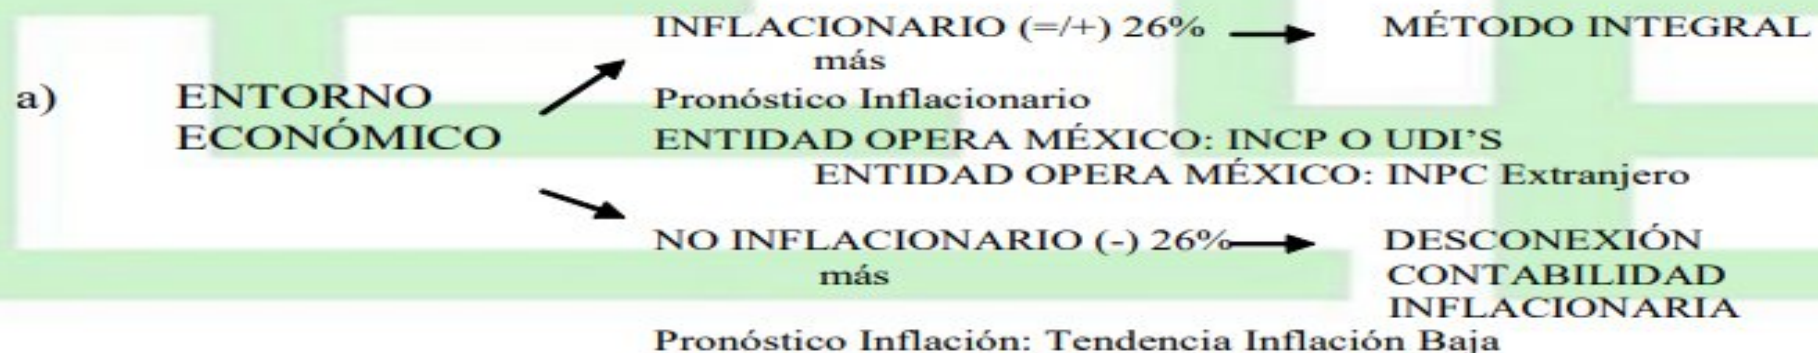 INFLACIONARIO (=/+) 26% MÉTODO INTEGRAL
más
a) ENTORNO Pronóstico Inflacionario
ECONÓMICO ENTIDAD OPERA MÉXICO: INCP O UDI’S
ENTIDAD OPERA MÉXICO: INPC Extranjero
NO INFLACIONARIO (-) 26% DESCONEXIÓN
más CONTABILIDAD
INFLACIONARIA
Pronóstico Inflación: Tendencia Inflación Baja